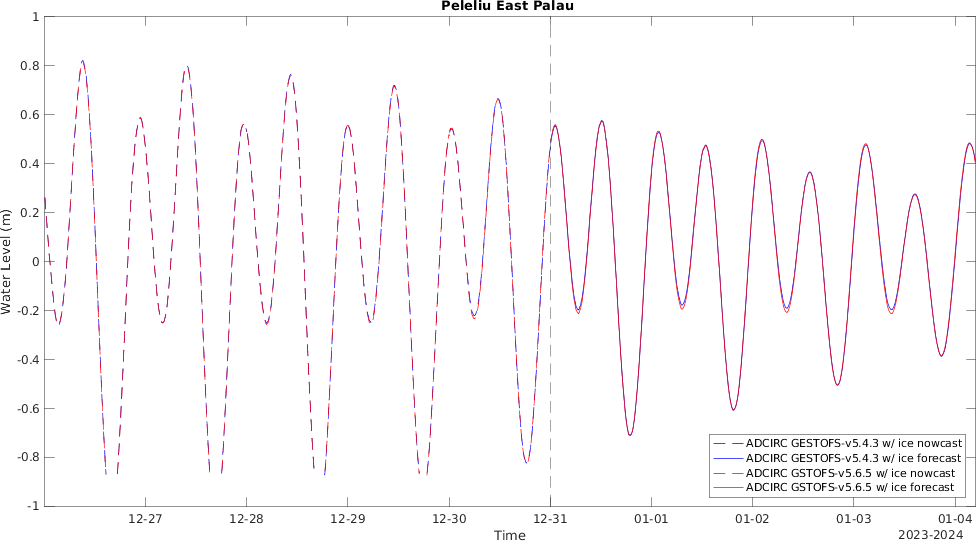 Peleliu East Palau
1
0.8
0.6
0.4
0.2
0
-0.2
-0.4
-0.6
-0.8
-1
Water Level (m)
12-27 12-28 12-29 12-30 12-31 01-01 01-02 01-03 01-04
Time
2023-2024
ADCIRC GESTOFS-v5.4.3 w/ ice nowcast
ADCIRC GESTOFS-v5.4.3 w/ ice forecast
ADCIRC GSTOFS-v5.6.5 w/ ice nowcast
ADCIRC GSTOFS-v5.6.5 w/ ice forecast